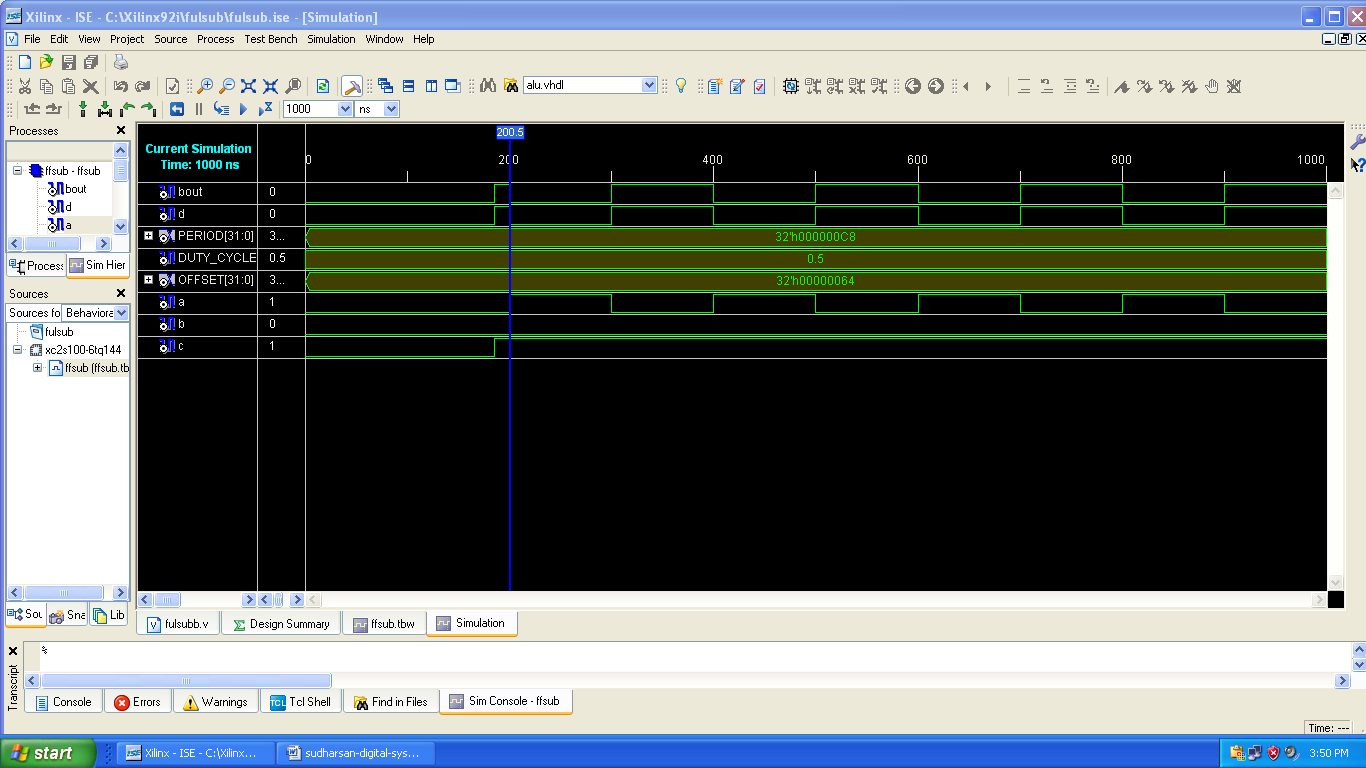 Xilinx - ISE - C:\Xilinx92i\fulsub\fulsub.ise - [Simulation]
File Edit View Project Source Process Test Bench Simulation Window Help
alu.vhdl
1000 ns
Processes
ffsub - ffsub
bout
d
a
Process Sim Hier
Sources
Sources fo Behaviora
fulsub
xc2s100-6tq144
ffsub (ffsub.tb
Sou Sna Lib
200.5
Current Simulation
Time: 1000 ns
0 200 400 600 800 1000
bout 0
d 0
PERIOD[31:0] 3... 32'h000000C8
DUTY_CYCLE 0.5 0.5
OFFSET[31:0] 3... 32'h00000064
a 1
b 0
c 1
fulsubb.v Design Summary ffsub.tbw Simulation
%
Transcript
Console Errors Warnings Tcl Shell Find in Files Sim Console - ffsub
Time: ---
start Xilinx - ISE - C:\Xilinx... sudharsan-digital-sys... 3:50 PM